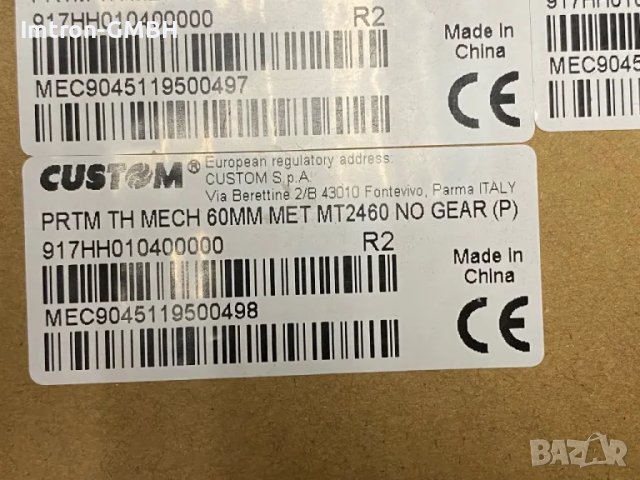 Imtron-GMBH
917HH010400000 R2
Made in
China
MEC9045119500497
CE
917HH010
MEC9045
CUSTOM® European regulatory address:
CUSTOM S.p.A.
Via Berettine 2/B 43010 Fontevivo, Parma ITALY
PRTM TH MECH 60MM MET MT2460 NO GEAR (P)
917HH010400000 R2
Made in
China
MEC9045119500498
CE
BAZAR